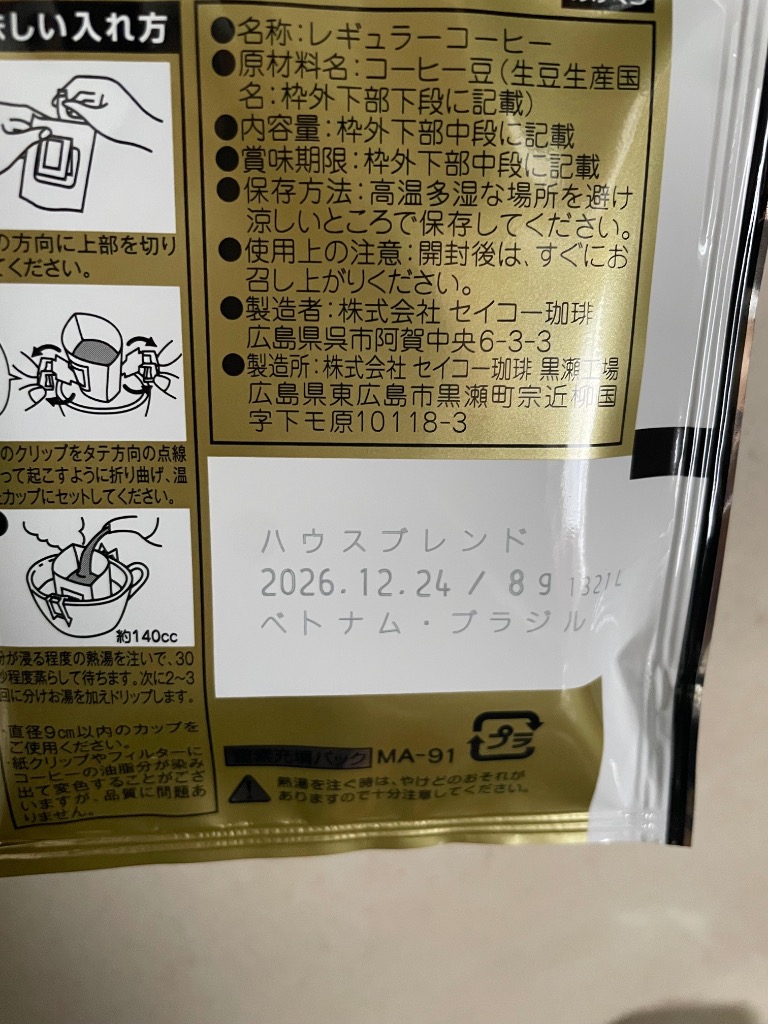 しい入れ方
の方向に上部を切り
てください。
のクリップをタテ方向の点線
って起こすように折り曲げ、温
カップにセットしてください。
約140cc
が浸る程度の熱湯を注いで、30
程度蒸らして待ちます。次に2~3
回に分けお湯を加えドリップします。
直径9cm以内のカップを
ご使用ください。
紙クリップやフィルターに
コーヒーの油脂分が染み
出て変色することがござ
いますが、品質に問題あ
りません。
●名称:レギュラーコーヒー
●原材料名:コーヒー豆(生豆生産国
名:枠外下部下段に記載)
●内容量:枠外下部中段に記載
●賞味期限:枠外下部中段に記載
●保存方法:高温多湿な場所を避け
涼しいところで保存してください。
●使用上の注意:開封後は、すぐにお
召し上がりください。
●製造者:株式会社 セイコー珈琲
広島県呉市阿賀中央6-3-3
●製造所:株式会社 セイコー珈琲 黒瀬工場
広島県東広島市黒瀬町宗近柳国
字下モ原10118-3
ハウスブレンド
2026.12.24 / 8g
ベトナム・ブラジル
パック MA-91
プラ
熱湯を注ぐ時は、やけどのおそれが
ありますので十分注意してください。